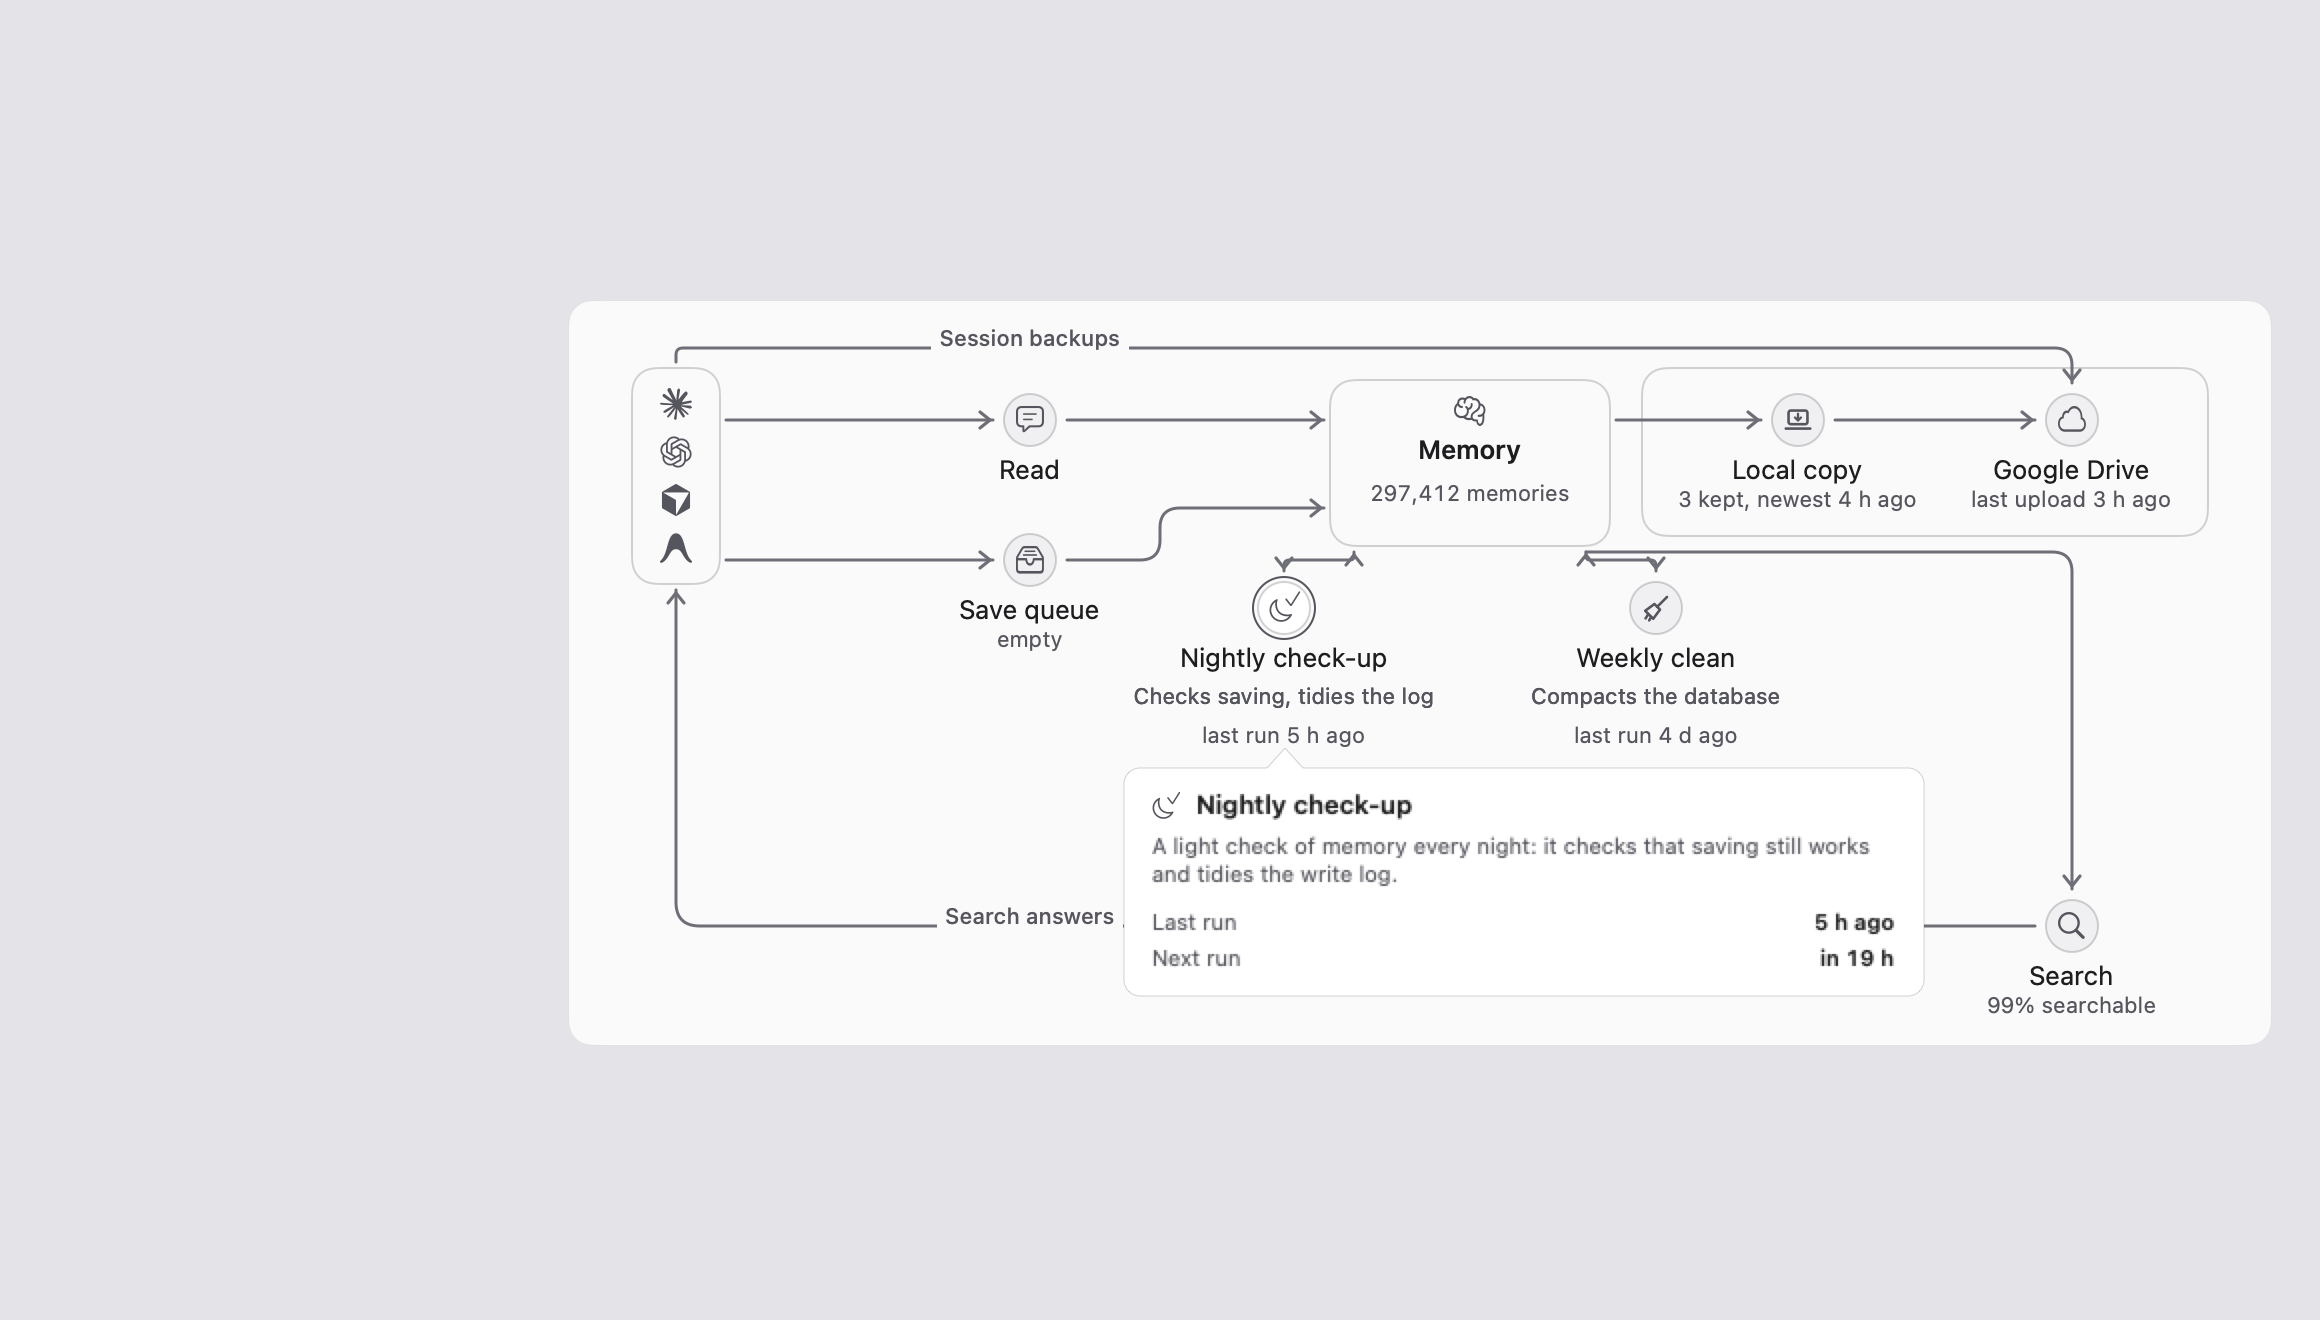 Session backups
Read
Memory
297,412 memories
Local copy
3 kept, newest 4 h ago
Google Drive
last upload 3 h ago
Save queue
empty
Nightly check-up
Checks saving, tidies the log
last run 5 h ago
Weekly clean
Compacts the database
last run 4 d ago
Nightly check-up
A light check of memory every night: it checks that saving still works
and tidies the write log.
Last run 5 h ago
Next run in 19 h
Search answers
Search
99% searchable